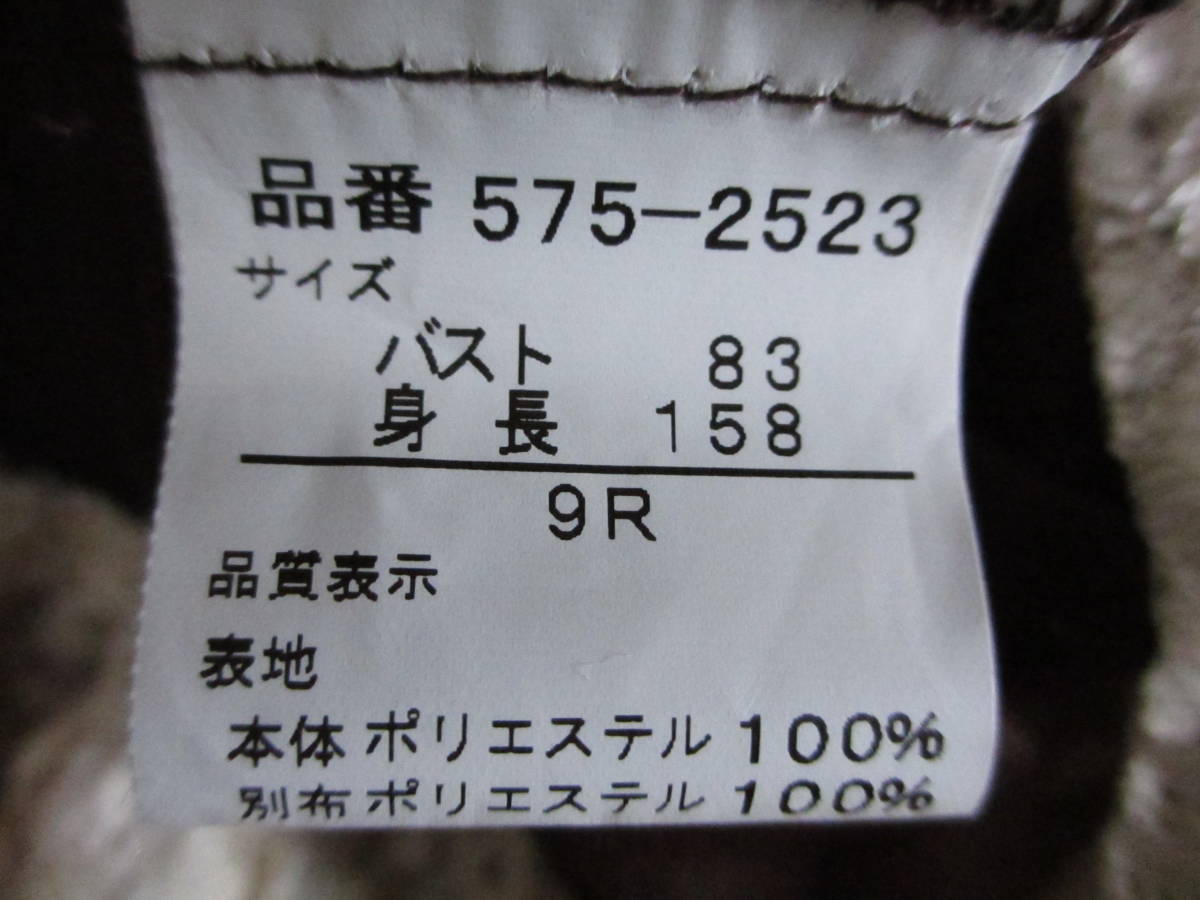 品番 575-2523
サイズ
バスト 83
身長 158
9R
品質表示
表地
本体 ポリエステル 100%
別布 ポリエステル 100%